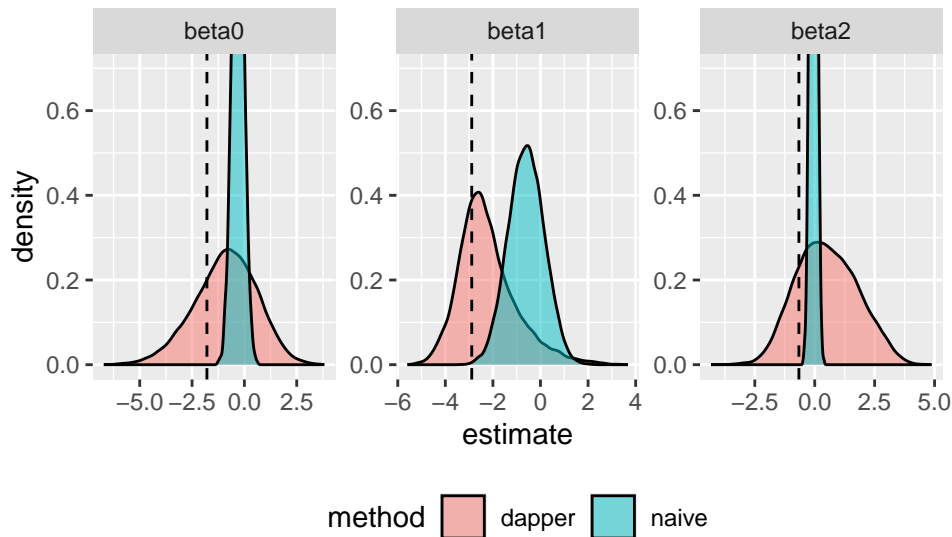 beta0 beta1 beta2
0.6 0.6 0.6
0.4 0.4 0.4
0.2 0.2 0.2
0.0 0.0 0.0
density
−5.0 −2.5 0.0 2.5 −6 −4 −2 0 2 4 −2.5 0.0 2.5 5.0
estimate
method dapper naive